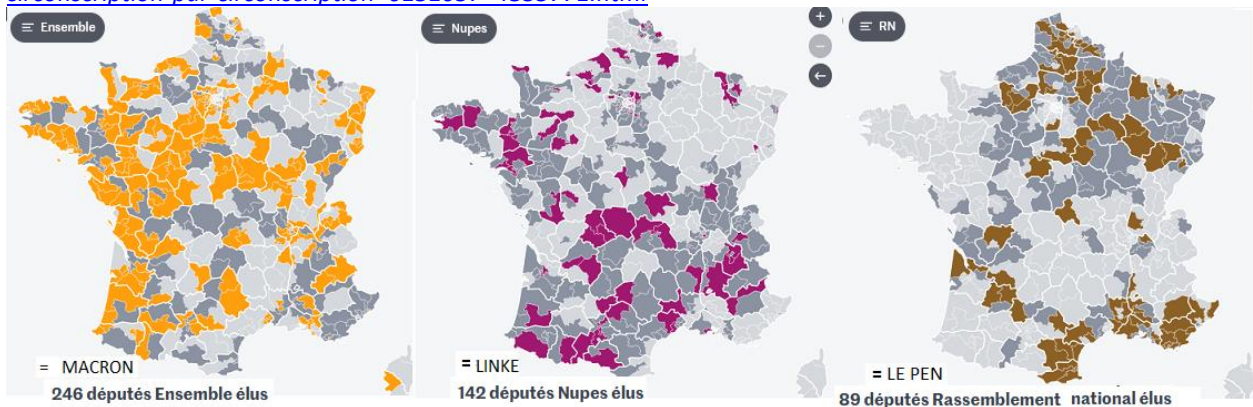 Ensemble
Nupes
RN
= MACRON
= LINKE
= LE PEN
246 députés Ensemble élus
142 députés Nupes élus
89 députés Rassemblement national élus